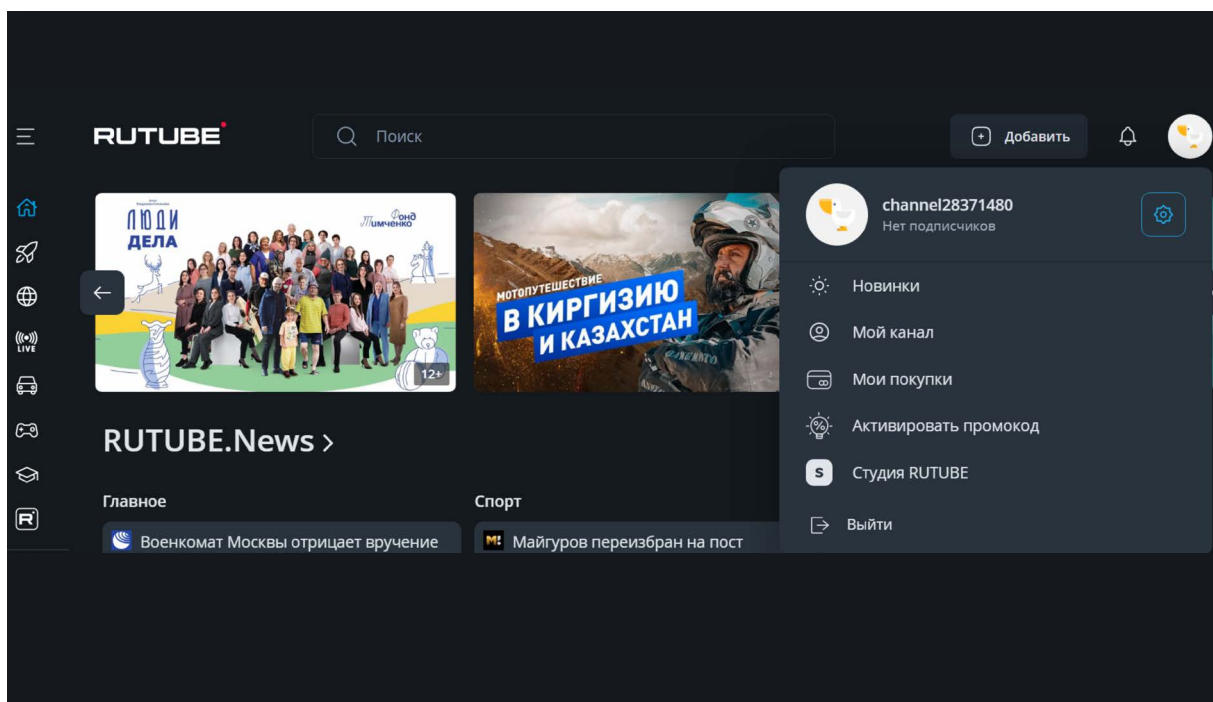 RUTUBE
Поиск
Добавить
ЛЮДИ
ДЕЛА
Фонд
Тимченко
12+
МОТОПУТЕШЕСТВИЕ
В КИРГИЗИЮ
И КАЗАХСТАН
channel28371480
Нет подписчиков
Новинки
Мой канал
Мои покупки
Активировать промокод
Студия RUTUBE
Выйти
LIVE
RUTUBE.News >
Главное
Спорт
Военкомат Москвы отрицает вручение
М! Майгуров переизбран на пост
S
R